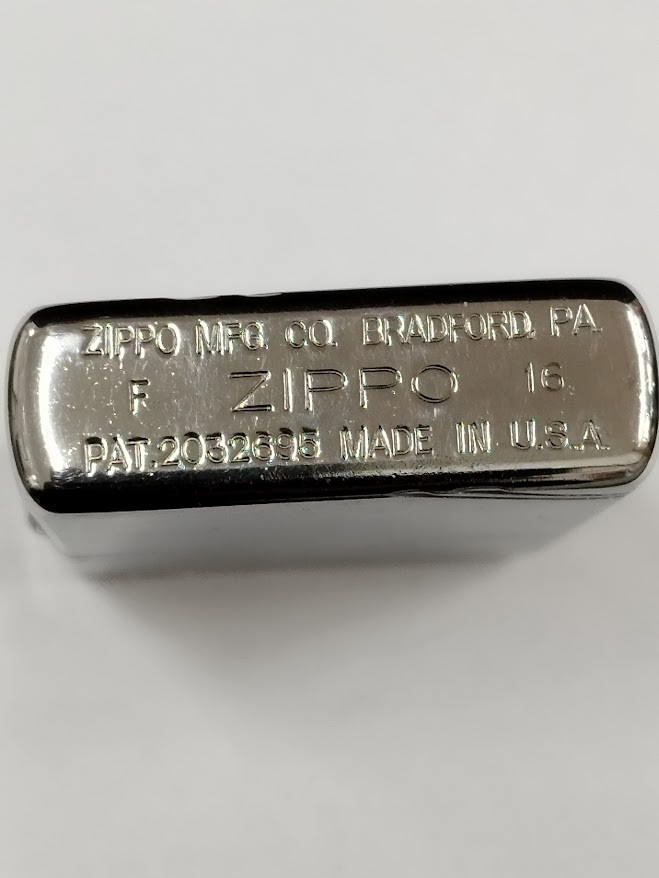 ZIPPO MFG. CO. BRADFORD, PA.
F ZIPPO 16
PAT.2032695 MADE IN U.S.A.